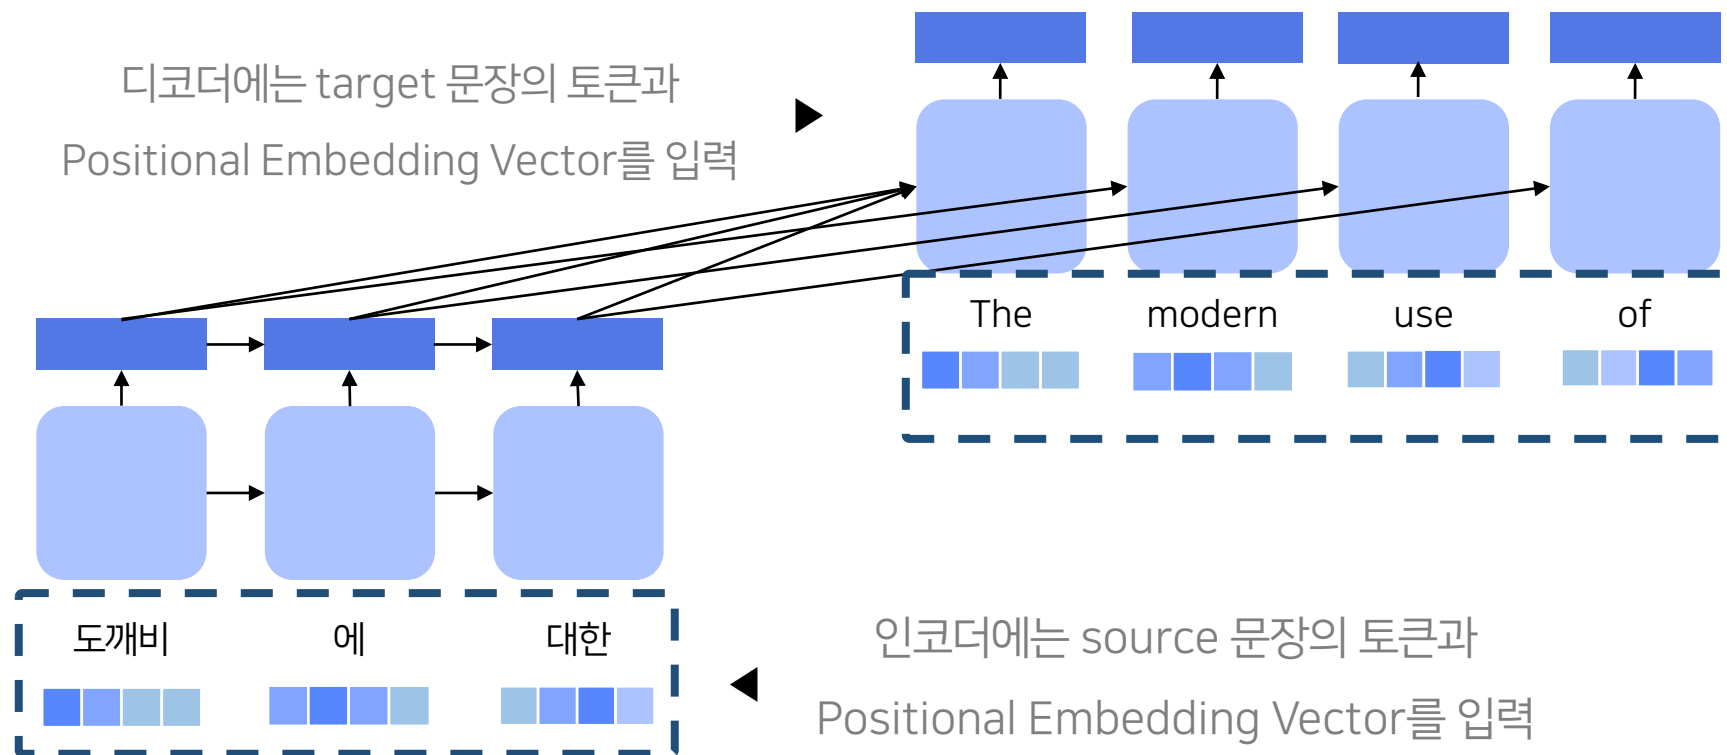 디코더에는 target 문장의 토큰과
Positional Embedding Vector를 입력
The modern use of
도깨비 에 대한
인코더에는 source 문장의 토큰과
Positional Embedding Vector를 입력